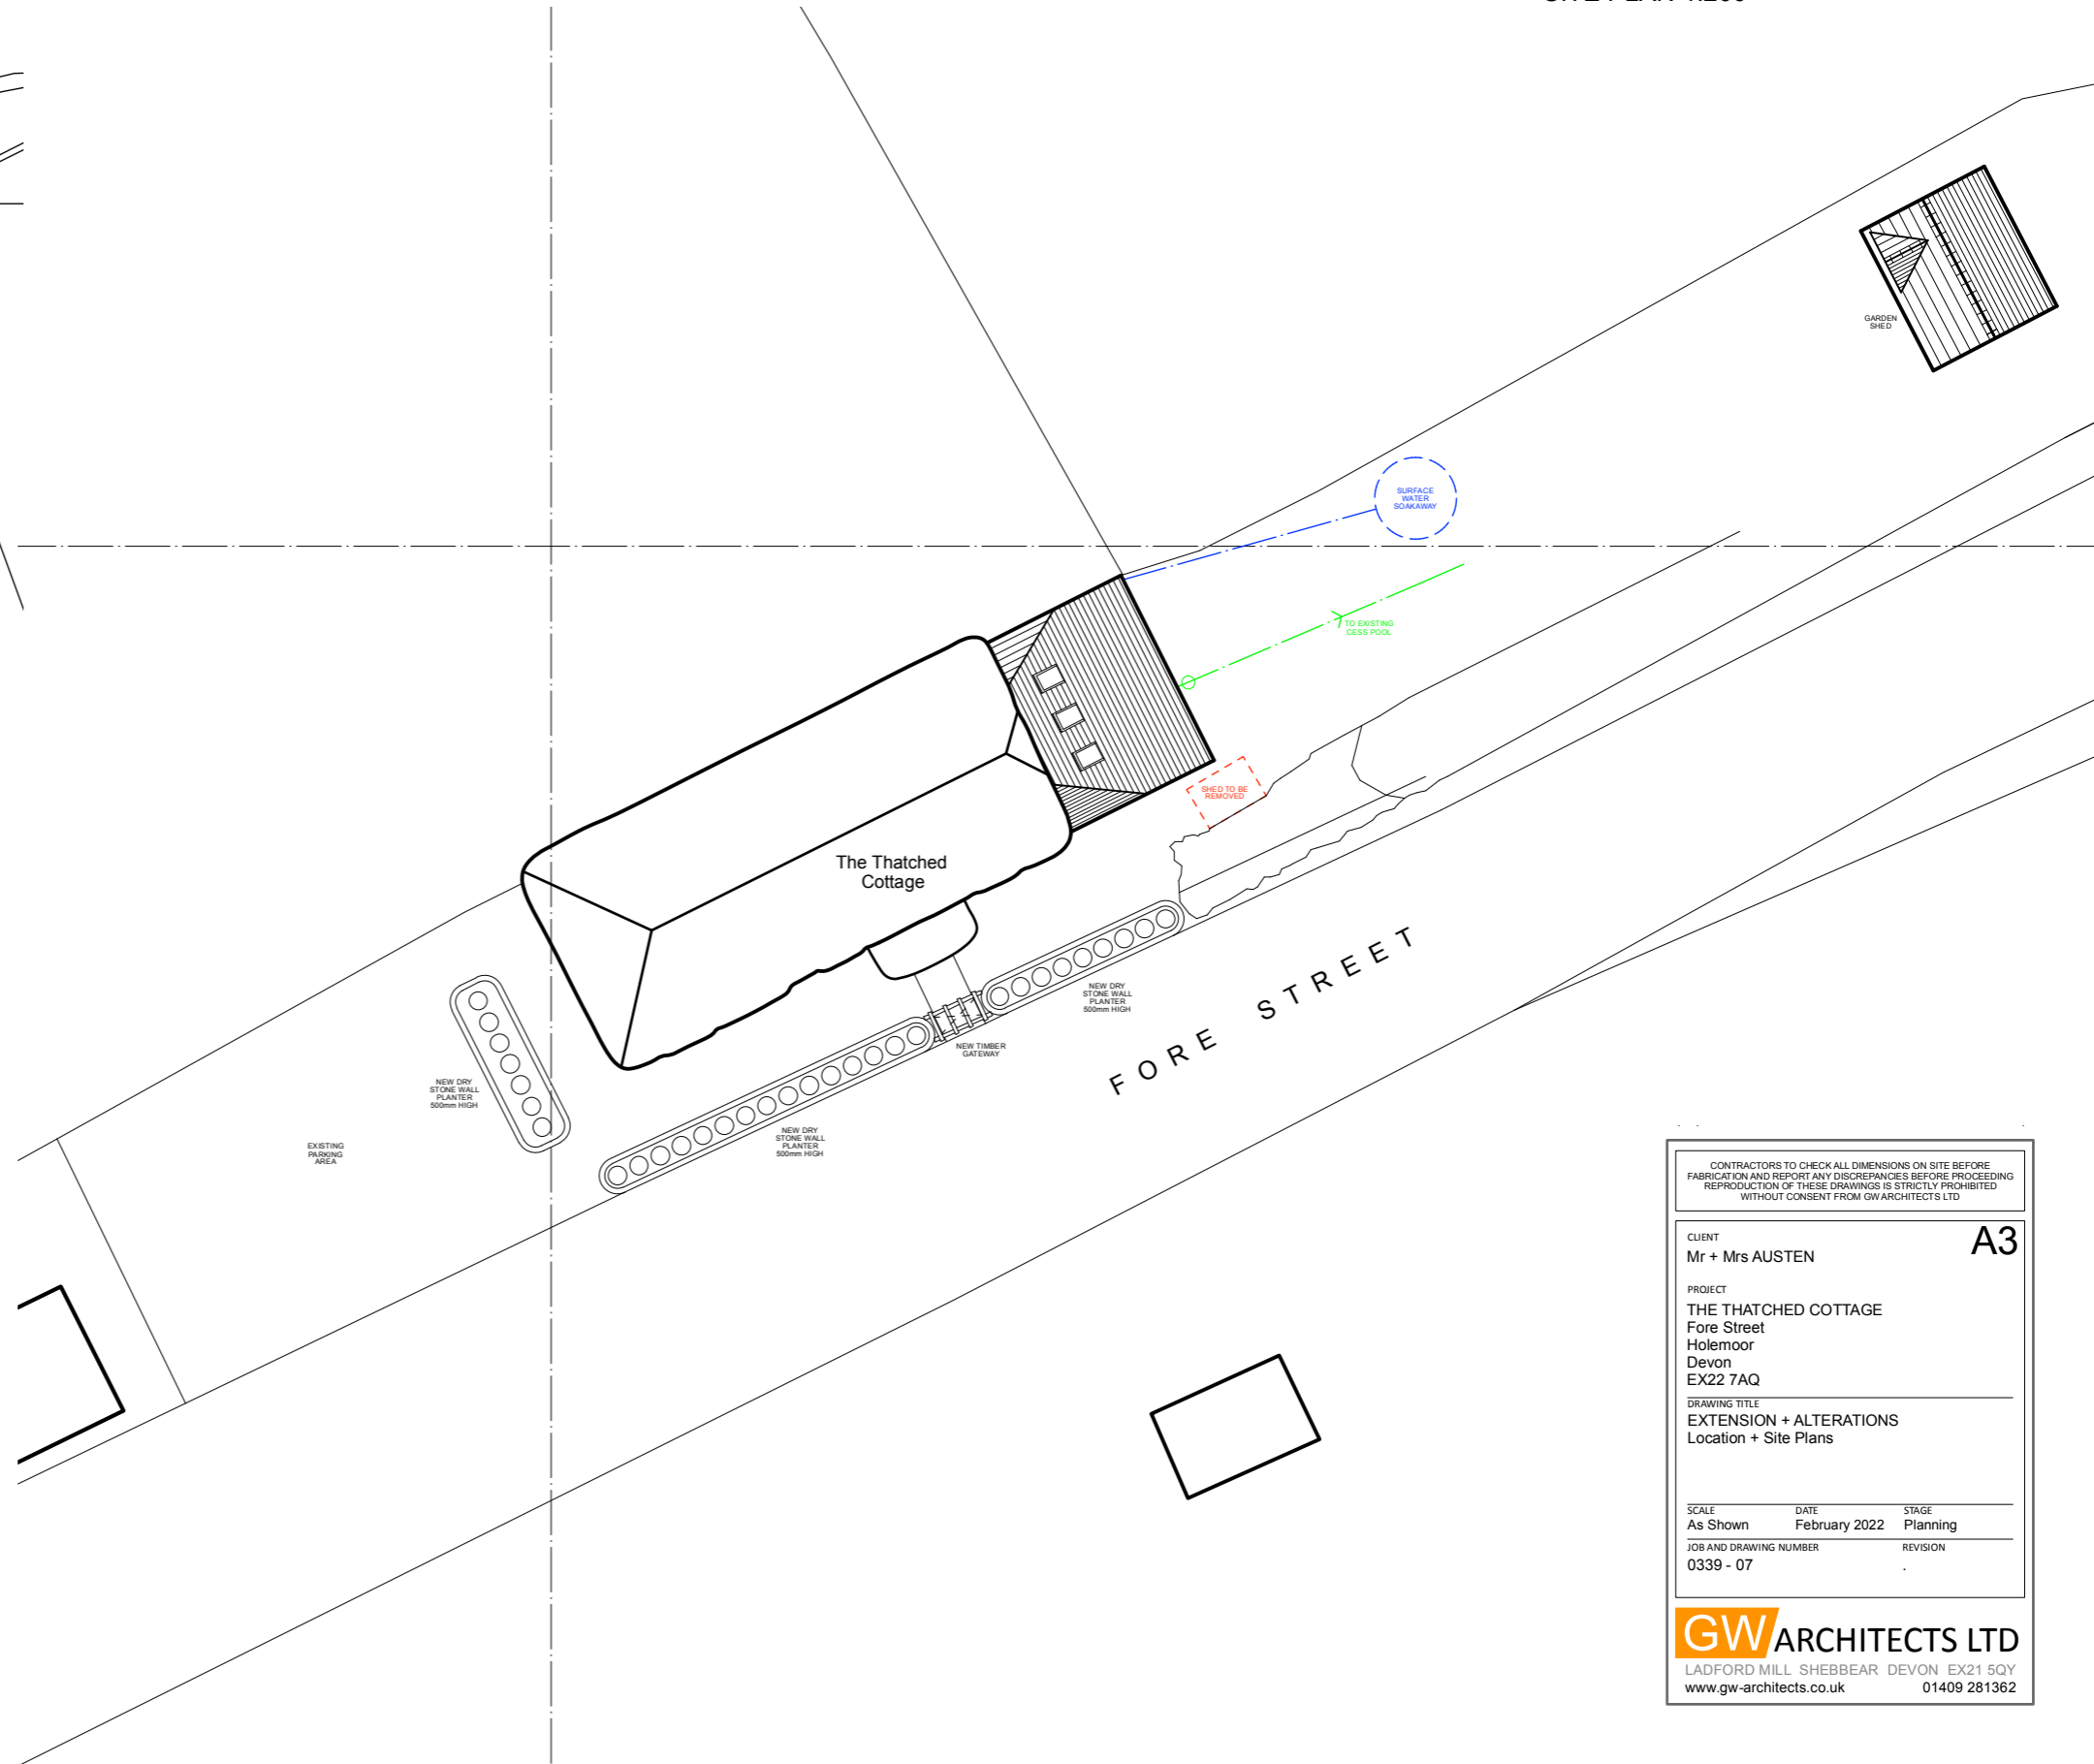 GARDEN
SHED
SURFACE
WATER
SOAKAWAY
TO EXISTING
CESS POOL
SHED TO BE
REMOVED
The Thatched
Cottage
FORE STREET
NEW DRY
STONE WALL
PLANTER
500mm HIGH
NEW TIMBER
GATEWAY
NEW DRY
STONE WALL
PLANTER
500mm HIGH
NEW DRY
STONE WALL
PLANTER
500mm HIGH
EXISTING
PARKING
AREA
CONTRACTORS TO CHECK ALL DIMENSIONS ON SITE BEFORE
FABRICATION AND REPORT ANY DISCREPANCIES BEFORE PROCEEDING
REPRODUCTION OF THESE DRAWINGS IS STRICTLY PROHIBITED
WITHOUT CONSENT FROM GW ARCHITECTS LTD
A3
CLIENT
Mr + Mrs AUSTEN
PROJECT
THE THATCHED COTTAGE
Fore Street
Holemoor
Devon
EX22 7AQ
DRAWING TITLE
EXTENSION + ALTERATIONS
Location + Site Plans
SCALE DATE STAGE
As Shown February 2022 Planning
JOB AND DRAWING NUMBER REVISION
0339 - 07 .
GW ARCHITECTS LTD
LADFORD MILL SHEBBEAR DEVON EX21 5QY
www.gw-architects.co.uk 01409 281362